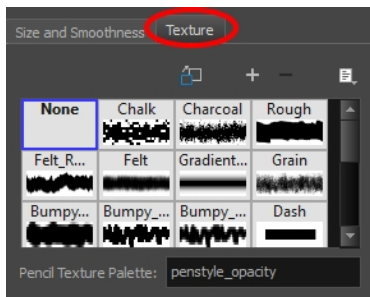 Size and Smoothness Texture
None Chalk Charcoal Rough
Felt_R... Felt Gradient... Grain
Bumpy... Bumpy_... Bumpy_... Dash
Pencil Texture Palette: penstyle_opacity